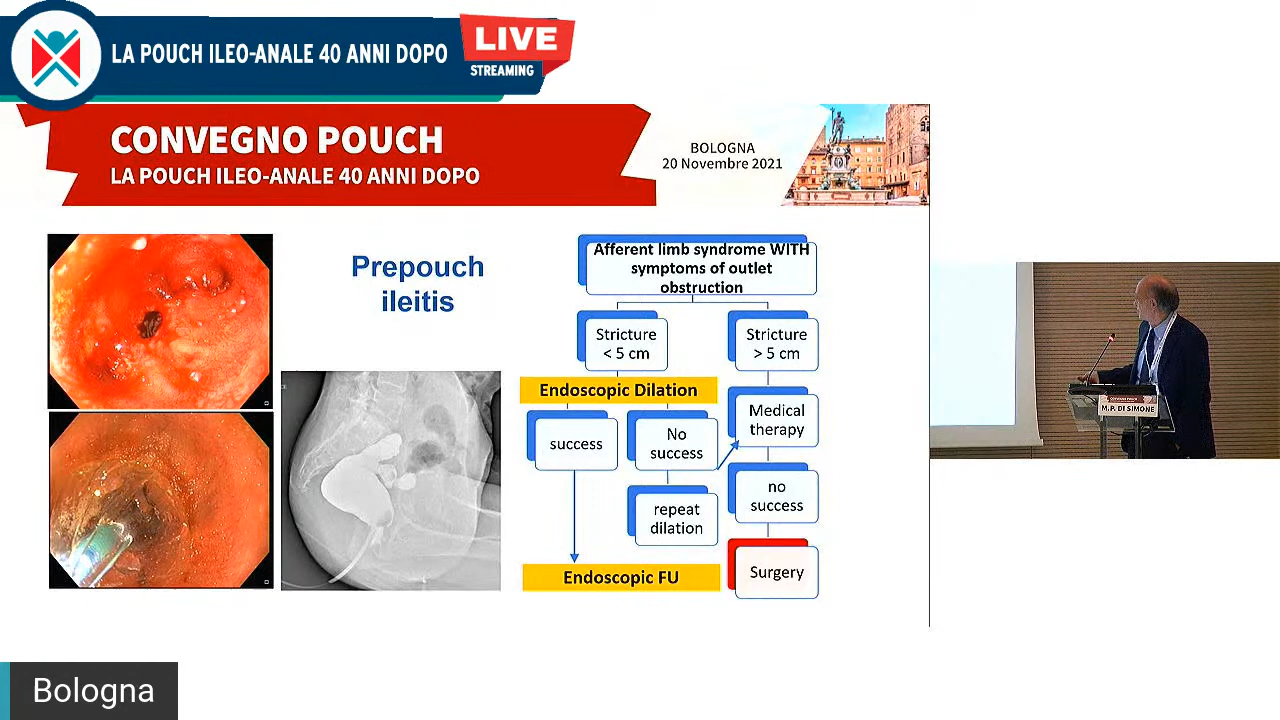 LA POUCH ILEO-ANALE 40 ANNI DOPO
LIVE
STREAMING
CONVEGNO POUCH
LA POUCH ILEO-ANALE 40 ANNI DOPO
BOLOGNA
20 Novembre 2021
Prepouch
ileitis
Afferent limb syndrome WITH
symptoms of outlet
obstruction
Stricture
< 5 cm
Stricture
> 5 cm
Endoscopic Dilation
success
No
success
Medical
therapy
repeat
dilation
no
success
Endoscopic FU
Surgery
CONVEGNO POUCH
M.P. DI SIMONE
Bologna